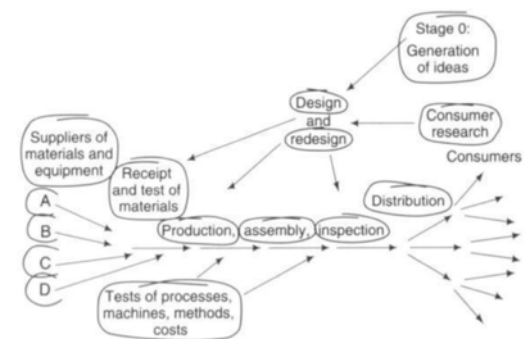 Stage 0:
Generation
of ideas
Design
and
redesign
Consumer
research
Consumers
Suppliers of
materials and
equipment
Receipt
and test of
materials
A
B
C
D
Production, assembly, inspection
Distribution
Tests of processes,
machines, methods,
costs